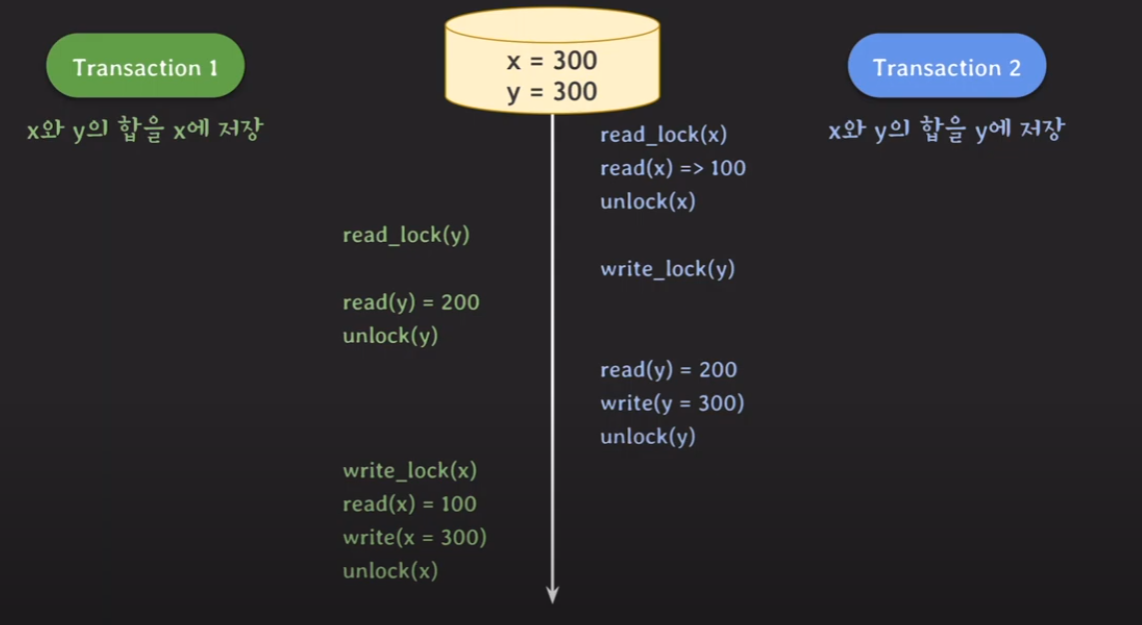 Transaction 1
x와 y의 합을 x에 저장
x = 300
y = 300
Transaction 2
x와 y의 합을 y에 저장
read_lock(x)
read(x) => 100
unlock(x)
read_lock(y)
write_lock(y)
read(y) = 200
unlock(y)
read(y) = 200
write(y = 300)
unlock(y)
write_lock(x)
read(x) = 100
write(x = 300)
unlock(x)